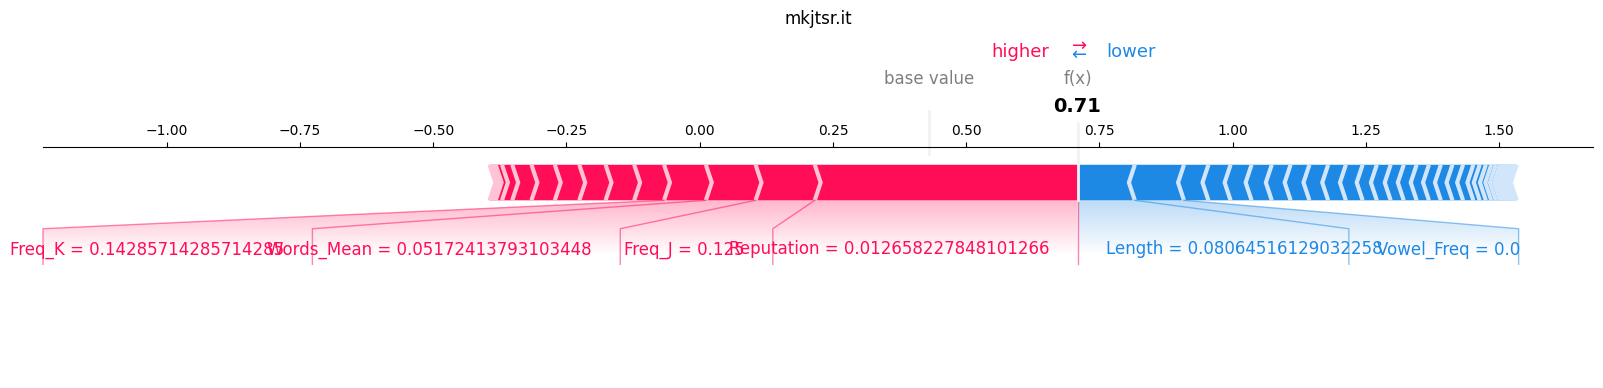 mkjtsr.it
higher ⇄ lower
base value f(x)
0.71
−1.00 −0.75 −0.50 −0.25 0.00 0.25 0.50 0.75 1.00 1.25 1.50
Freq_K = 0.14285714285714285 Words_Mean = 0.05172413793103448 Freq_J = 0.125 Reputation = 0.012658227848101266 Length = 0.08064516129032258 Vowel_Freq = 0.0